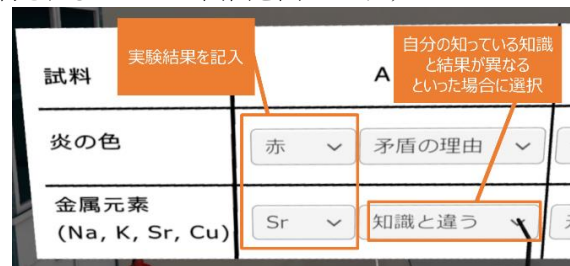 試料
実験結果を記入
A
自分の知っている知識
と結果が異なる
といった場合に選択
炎の色
赤
矛盾の理由
金属元素
(Na, K, Sr, Cu)
Sr
知識と違う